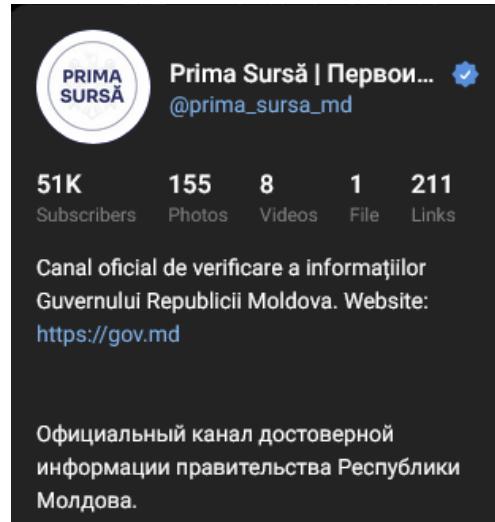 PRIMA
SURSĂ
Prima Sursă | Первои...
@prima_sursa_md
51K 155 8 1 211
Subscribers Photos Videos File Links
Canal oficial de verificare a informațiilor
Guvernului Republicii Moldova. Website:
https://gov.md
Официальный канал достоверной
информации правительства Республики
Молдова.